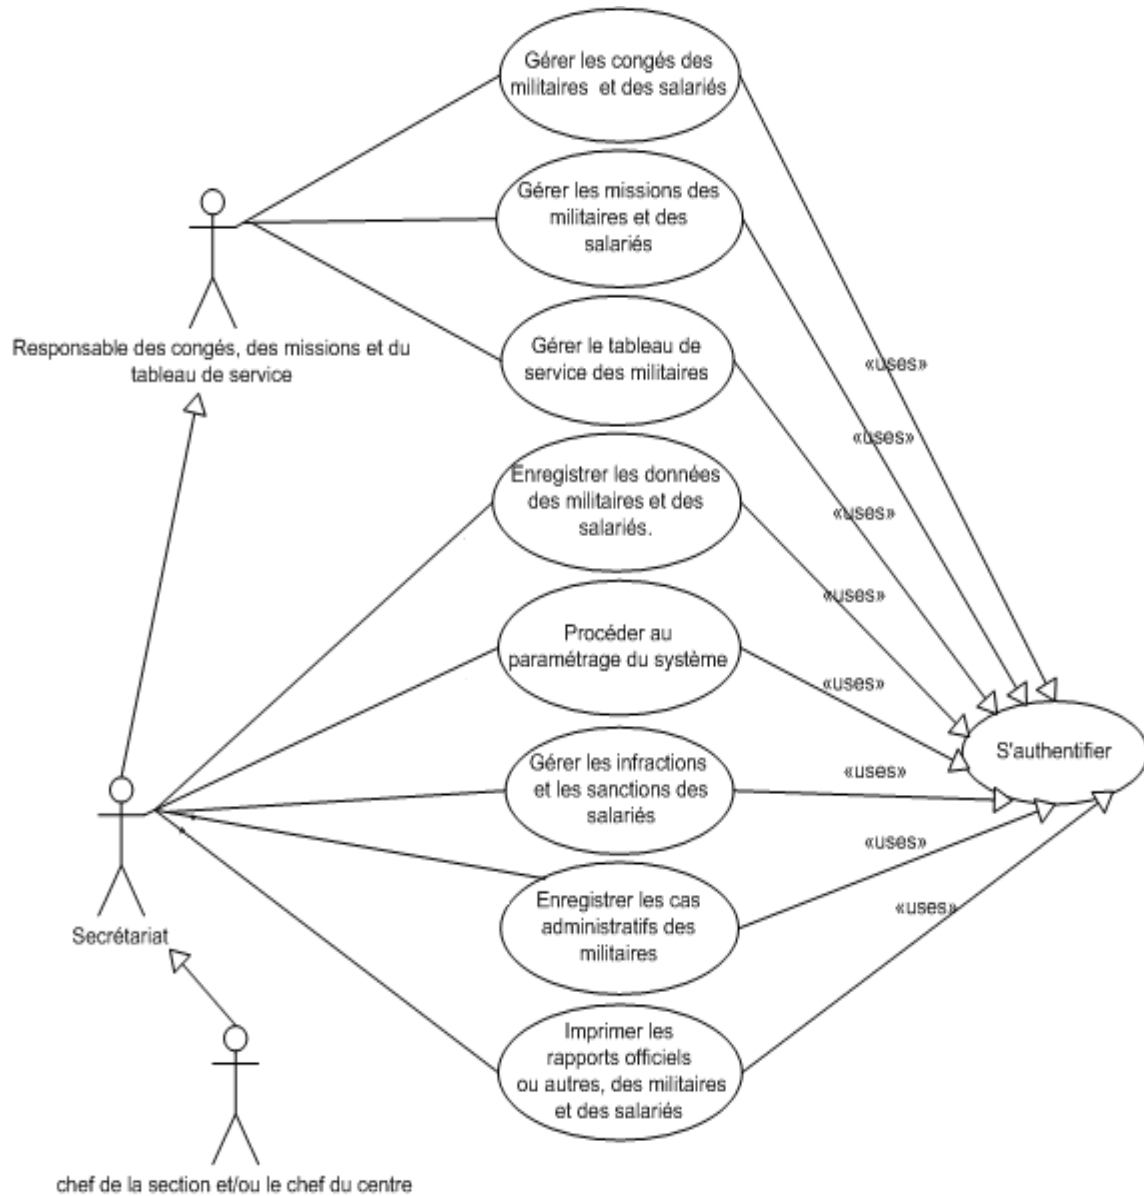 Gérer les congés des
militaires et des salariés
Gérer les missions des
militaires et des
salariés
Responsable des congés, des missions et du
tableau de service
Gérer le tableau de
service des militaires
«uses»
«uses»
Enregistrer les données
des militaires et des
salariés.
«uses»
«uses»
Procéder au
paramétrage du système
«uses»
S'authentifier
Gérer les infractions
et les sanctions des
salariés
«uses»
«uses»
Enregistrer les cas
administratifs des
militaires
«uses»
Secrétariat
Imprimer les
rapports officiels
ou autres, des militaires
et des salariés
chef de la section et/ou le chef du centre